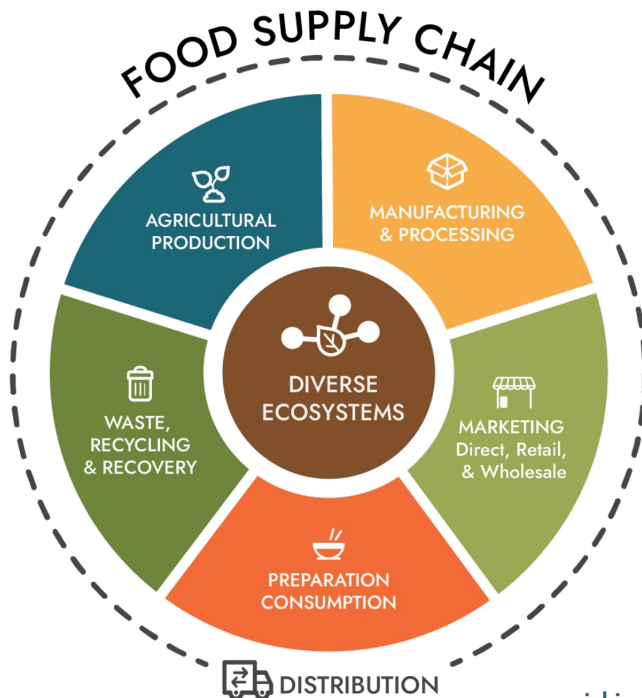 FOOD SUPPLY CHAIN
AGRICULTURAL
PRODUCTION
MANUFACTURING
& PROCESSING
DIVERSE
ECOSYSTEMS
WASTE,
RECYCLING
& RECOVERY
MARKETING
Direct, Retail,
& Wholesale
PREPARATION
CONSUMPTION
DISTRIBUTION